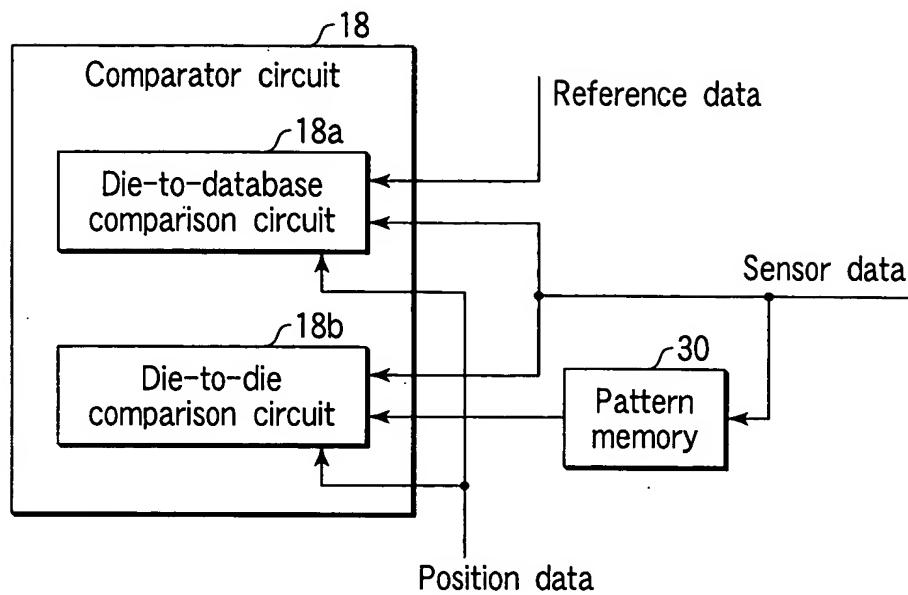 18
Comparator circuit
Reference data
18a
Die-to-database
comparison circuit
Sensor data
18b
Die-to-die
comparison circuit
30
Pattern
memory
Position data